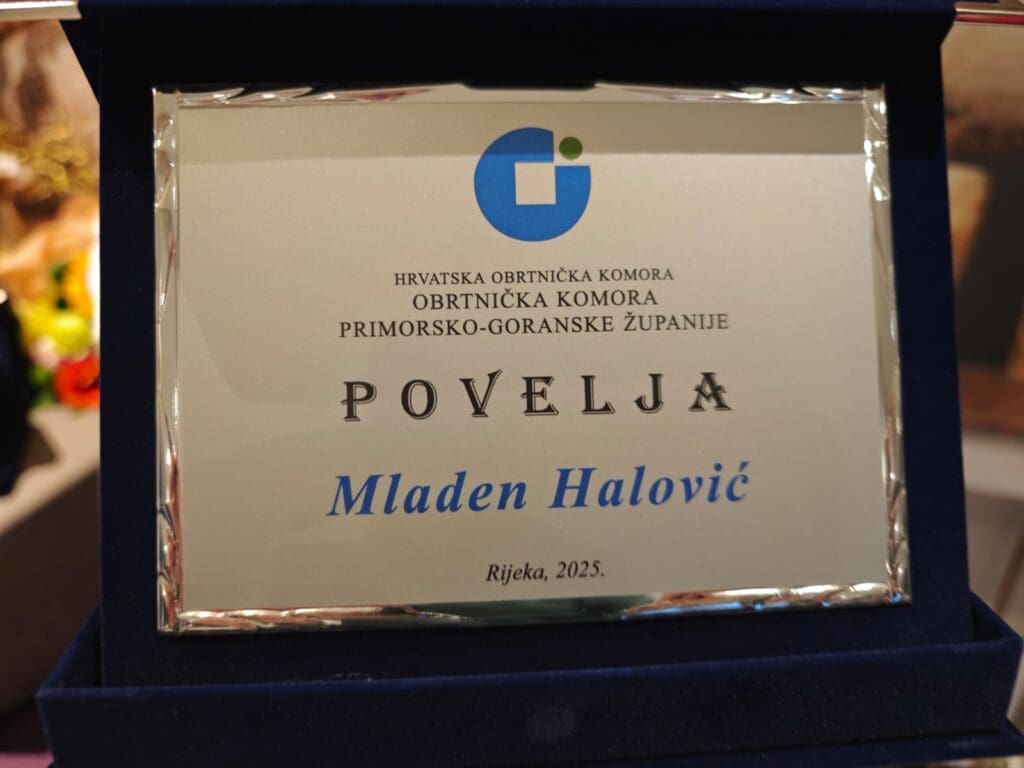 HRVATSKA OBRTNIČKA KOMORA
OBRTNIČKA KOMORA
PRIMORSKO-GORANSKE ŽUPANIJE
POVELJA
Mladen Halović
Rijeka, 2025.